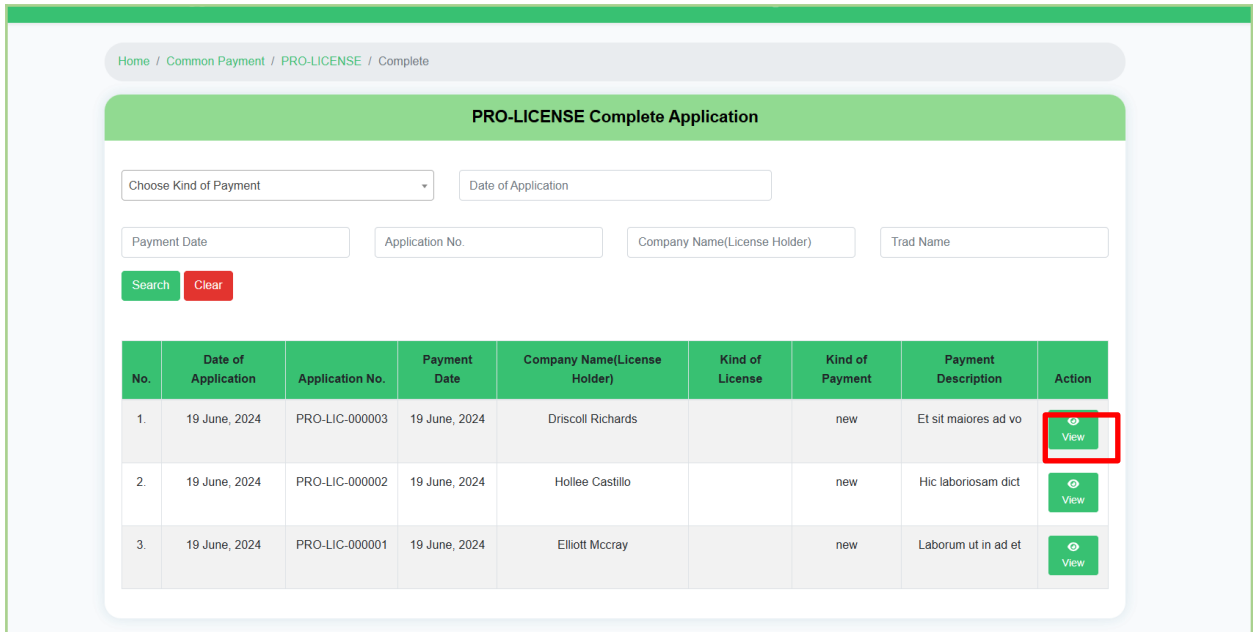 Home / Common Payment / PRO-LICENSE / Complete
PRO-LICENSE Complete Application
Choose Kind of Payment Date of Application
Payment Date Application No. Company Name(License Holder) Trad Name
Search Clear
No. Date of Application Application No. Payment Date Company Name(License Holder) Kind of License Kind of Payment Payment Description Action
1. 19 June, 2024 PRO-LIC-000003 19 June, 2024 Driscoll Richards new Et sit maiores ad vo View
2. 19 June, 2024 PRO-LIC-000002 19 June, 2024 Hollee Castillo new Hic laboriosam dict View
3. 19 June, 2024 PRO-LIC-000001 19 June, 2024 Elliott Mccray new Laborum ut in ad et View